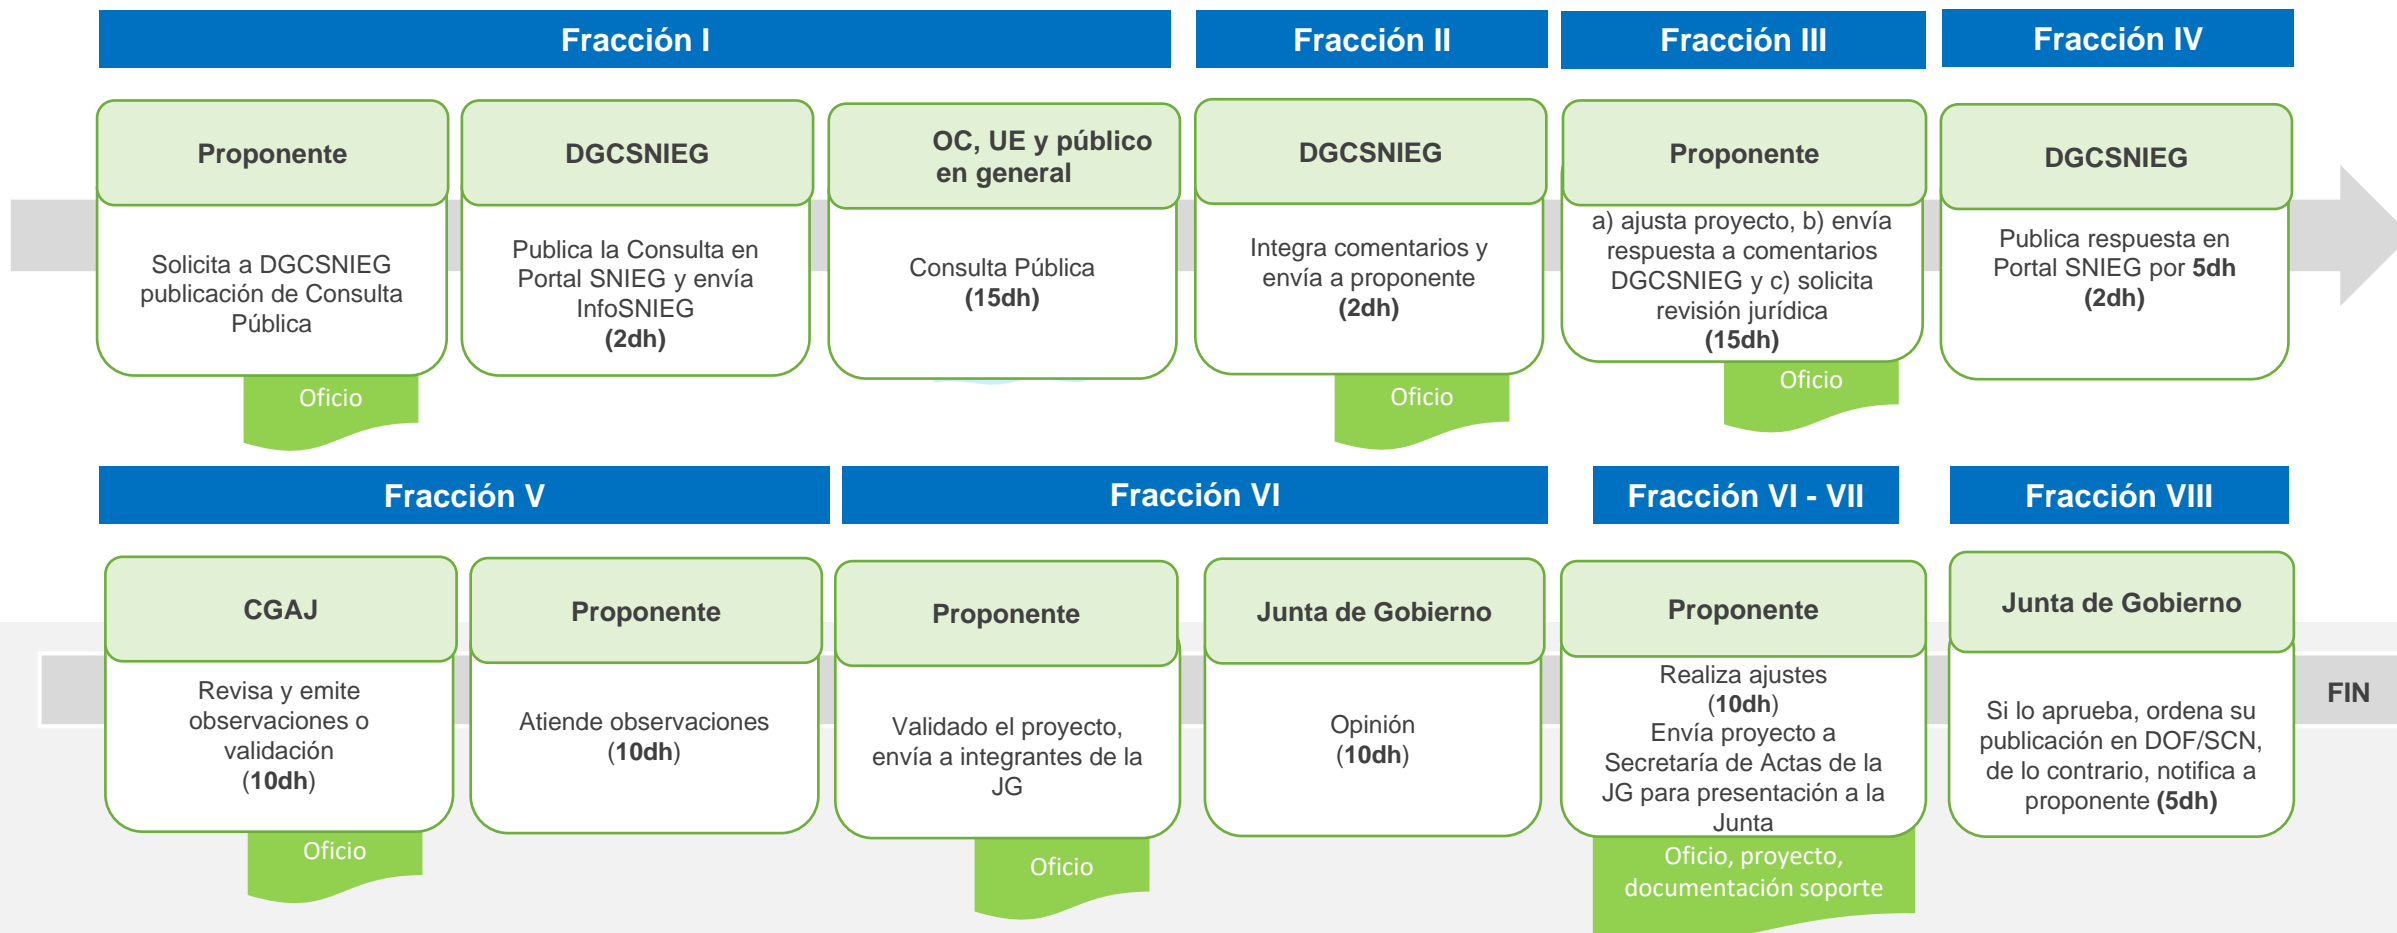 Fracción I
Fracción II
Fracción III
Fracción IV
Proponente
Solicita a DGCSNIEG
publicación de Consulta
Pública
Oficio
DGCSNIEG
Publica la Consulta en
Portal SNIEG y envía
InfoSNIEG
(2dh)
OC, UE y público
en general
Consulta Pública
(15dh)
DGCSNIEG
Integra comentarios y
envía a proponente
(2dh)
Oficio
Proponente
a) ajusta proyecto, b) envía
respuesta a comentarios
DGCSNIEG y c) solicita
revisión jurídica
(15dh)
Oficio
DGCSNIEG
Publica respuesta en
Portal SNIEG por 5dh
(2dh)
Fracción V
Fracción VI
Fracción VI - VII
Fracción VIII
CGAJ
Revisa y emite
observaciones o
validación
(10dh)
Oficio
Proponente
Atiende observaciones
(10dh)
Proponente
Validado el proyecto,
envía a integrantes de la
JG
Oficio
Junta de Gobierno
Opinión
(10dh)
Proponente
Realiza ajustes
(10dh)
Envía proyecto a
Secretaría de Actas de la
JG para presentación a la
Junta
Oficio, proyecto,
documentación soporte
Junta de Gobierno
Si lo aprueba, ordena su
publicación en DOF/SCN,
de lo contrario, notifica a
proponente (5dh)
FIN